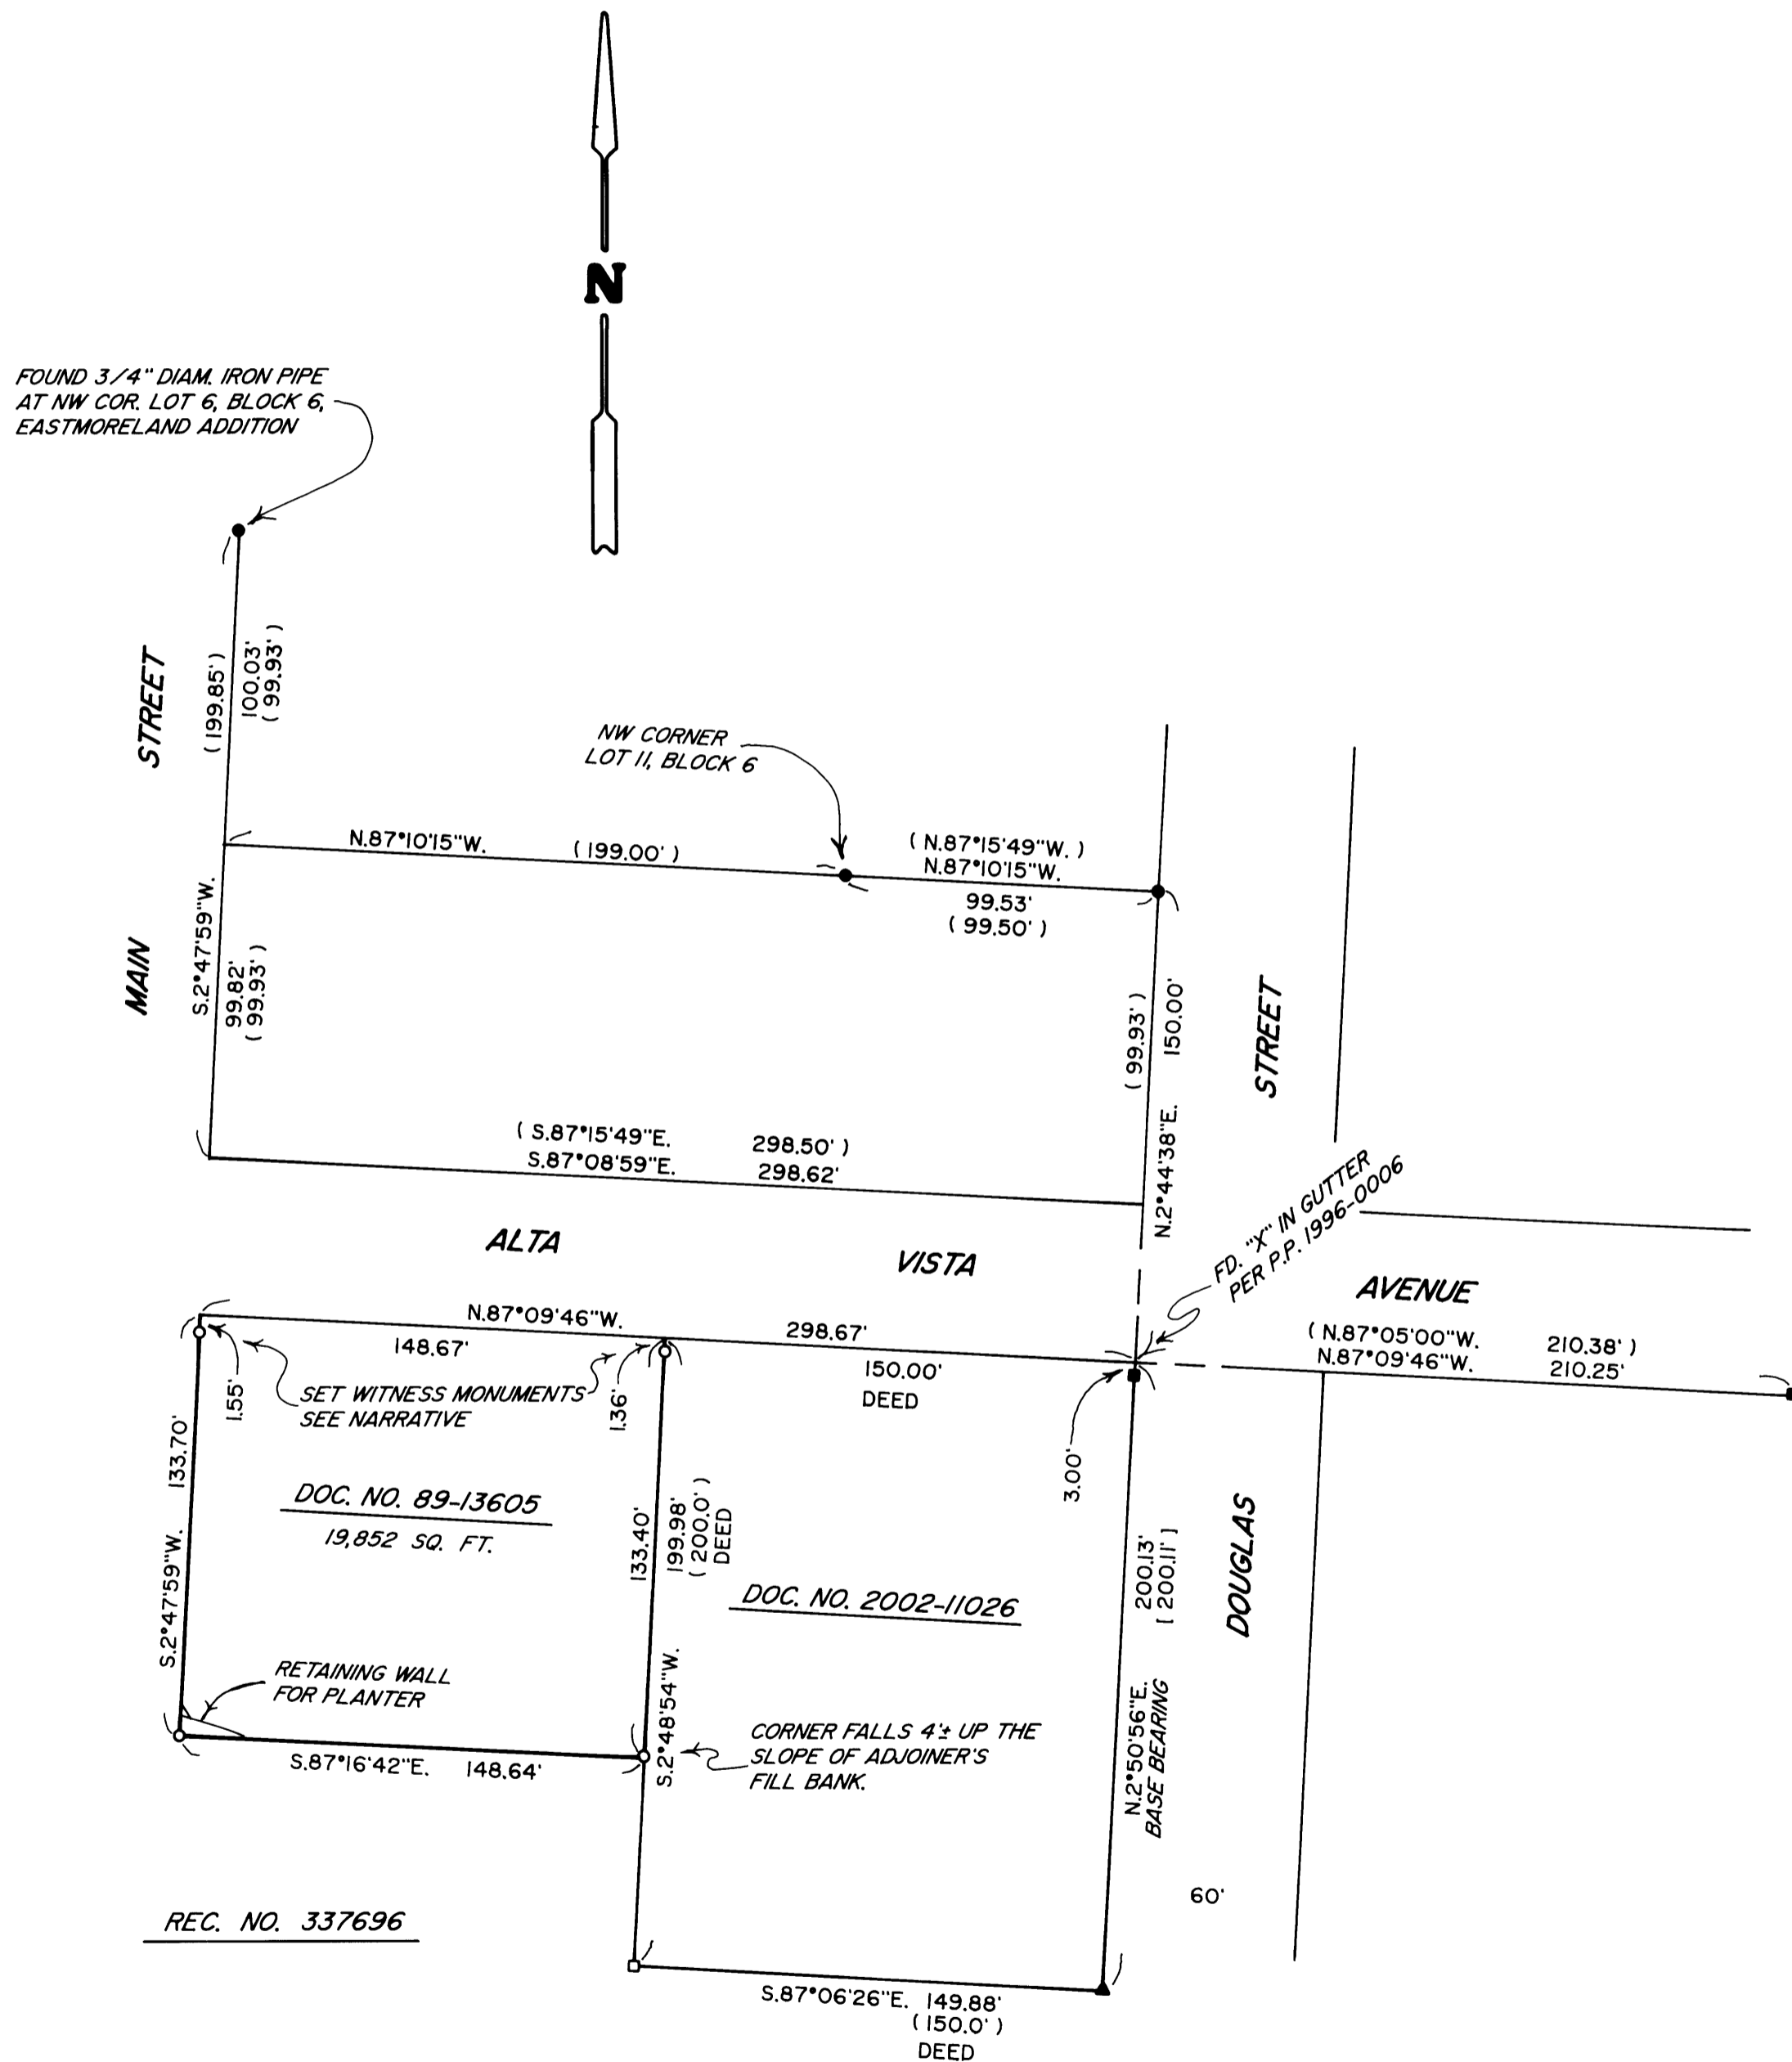 N
FOUND 3/4" DIAM. IRON PIPE
AT NW COR. LOT 6, BLOCK 6,
EASTMORELAND ADDITION
STREET
(199.85')
100.03'
(99.93')
NW CORNER
LOT 11, BLOCK 6
N.87°10'15"W. (199.00')
(N.87°15'49"W.)
N.87°10'15"W.
99.53'
(99.50')
MAIN
S.2°47'59"W.
99.82'
(99.93')
(99.93')
150.00'
N.2°44'38"E.
STREET
(S.87°15'49"E. 298.50')
S.87°08'59"E. 298.62'
FD. "X" IN GUTTER
PER P.P. 1996-0006
ALTA VISTA AVENUE
N.87°09'46"W. 298.67'
148.67'
150.00'
DEED
(N.87°05'00"W. 210.38')
N.87°09'46"W. 210.25'
1.55'
SET WITNESS MONUMENTS
SEE NARRATIVE
1.36'
3.00'
133.70'
S.2°47'59"W.
DOC. NO. 89-13605
19,852 SQ. FT.
133.40'
199.98'
(200.0')
DEED
S.2°48'54"W.
DOC. NO. 2002-11026
200.13'
[200.11']
N.2°50'56"E.
BASE BEARING
DOUGLAS
RETAINING WALL
FOR PLANTER
CORNER FALLS 4'± UP THE
SLOPE OF ADJOINER'S
FILL BANK.
S.87°16'42"E. 148.64'
60'
REC. NO. 337696
S.87°06'26"E. 149.88'
(150.0')
DEED